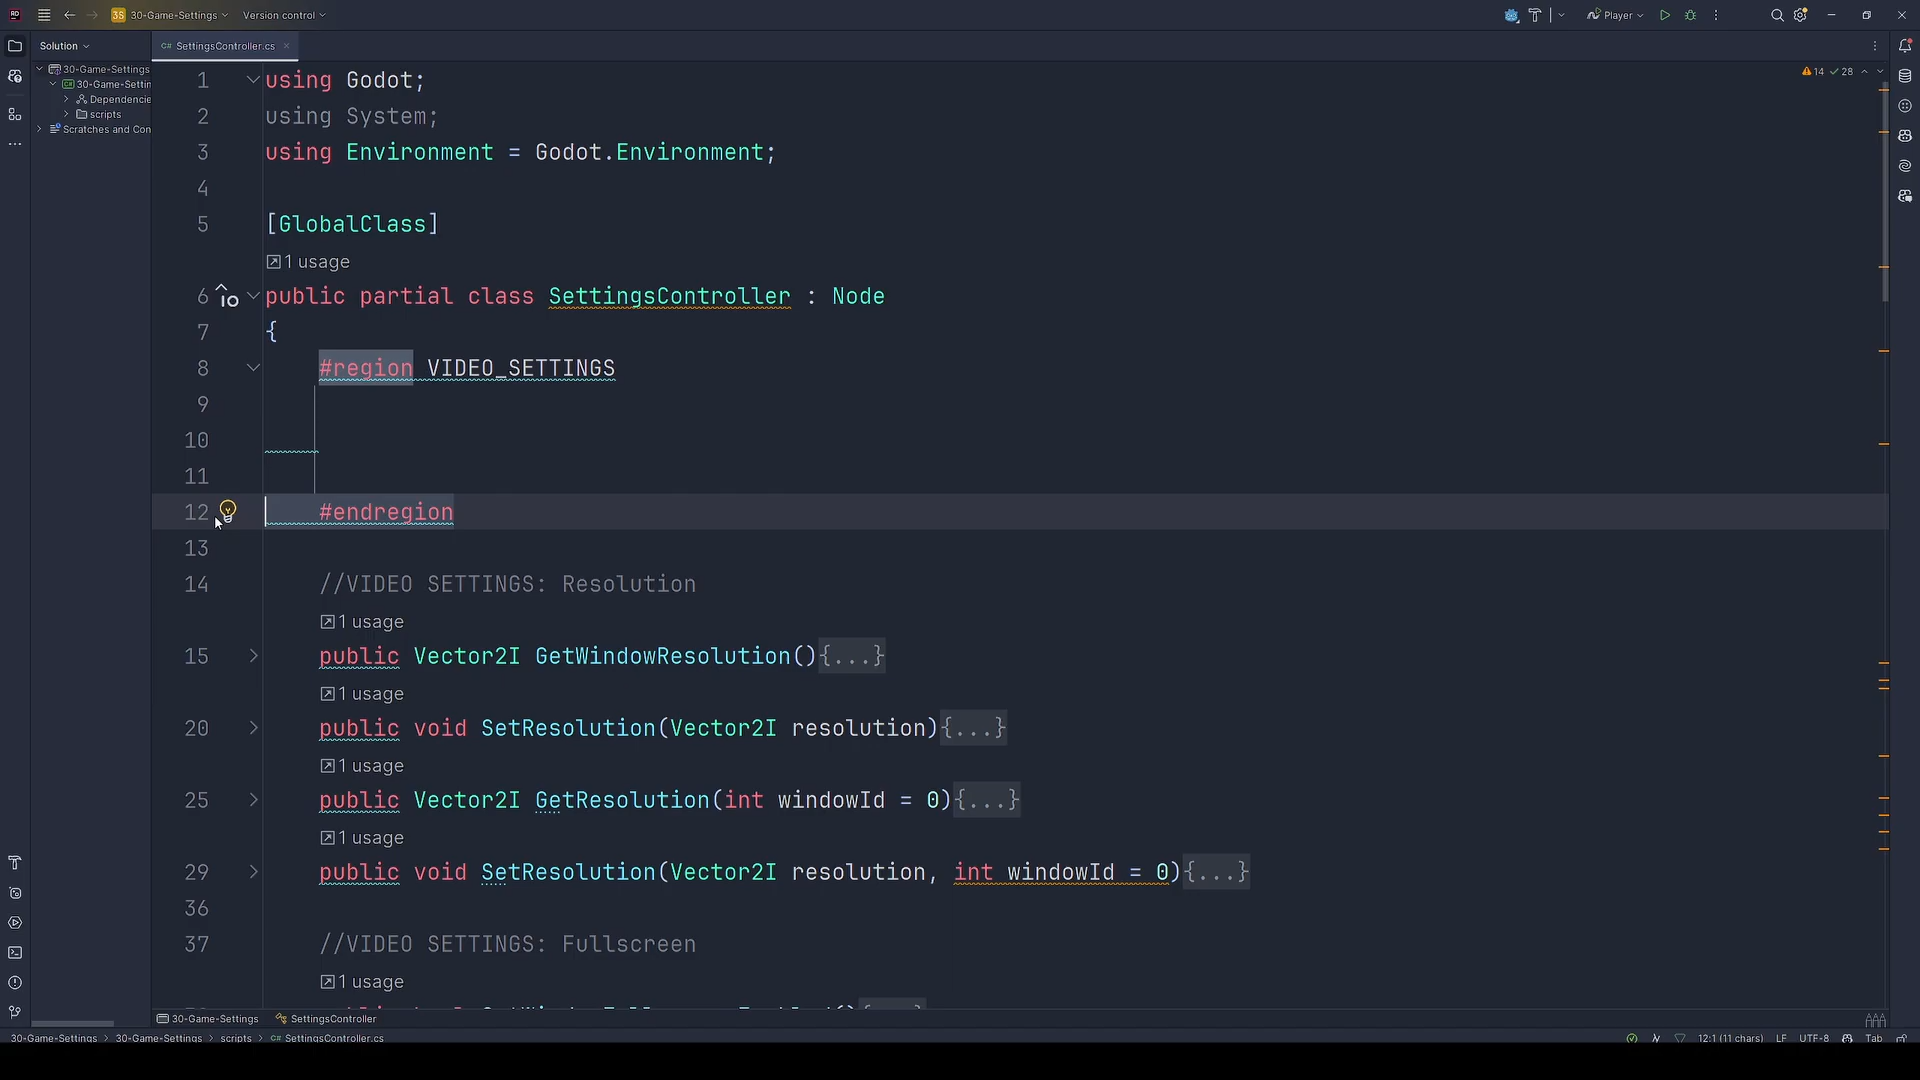 30-Game-Settings
Version control
Player
Solution
SettingsController.cs
30-Game-Settings
30-Game-Settin
Dependencie
scripts
Scratches and Con
14 28
1 using Godot;
2 using System;
3 using Environment = Godot.Environment;
4
5 [GlobalClass]
1 usage
6 public partial class SettingsController : Node
7 {
8 #region VIDEO_SETTINGS
9
10
11
12 #endregion
13
14 //VIDEO SETTINGS: Resolution
1 usage
15 public Vector2I GetWindowResolution(){...}
1 usage
20 public void SetResolution(Vector2I resolution){...}
1 usage
25 public Vector2I GetResolution(int windowId = 0){...}
1 usage
29 public void SetResolution(Vector2I resolution, int windowId = 0){...}
36
37 //VIDEO SETTINGS: Fullscreen
1 usage
30-Game-Settings SettingsController
30-Game-Settings > 30-Game-Settings > scripts > C# SettingsController.cs
12:1 (11 chars) LF UTF-8 Tab